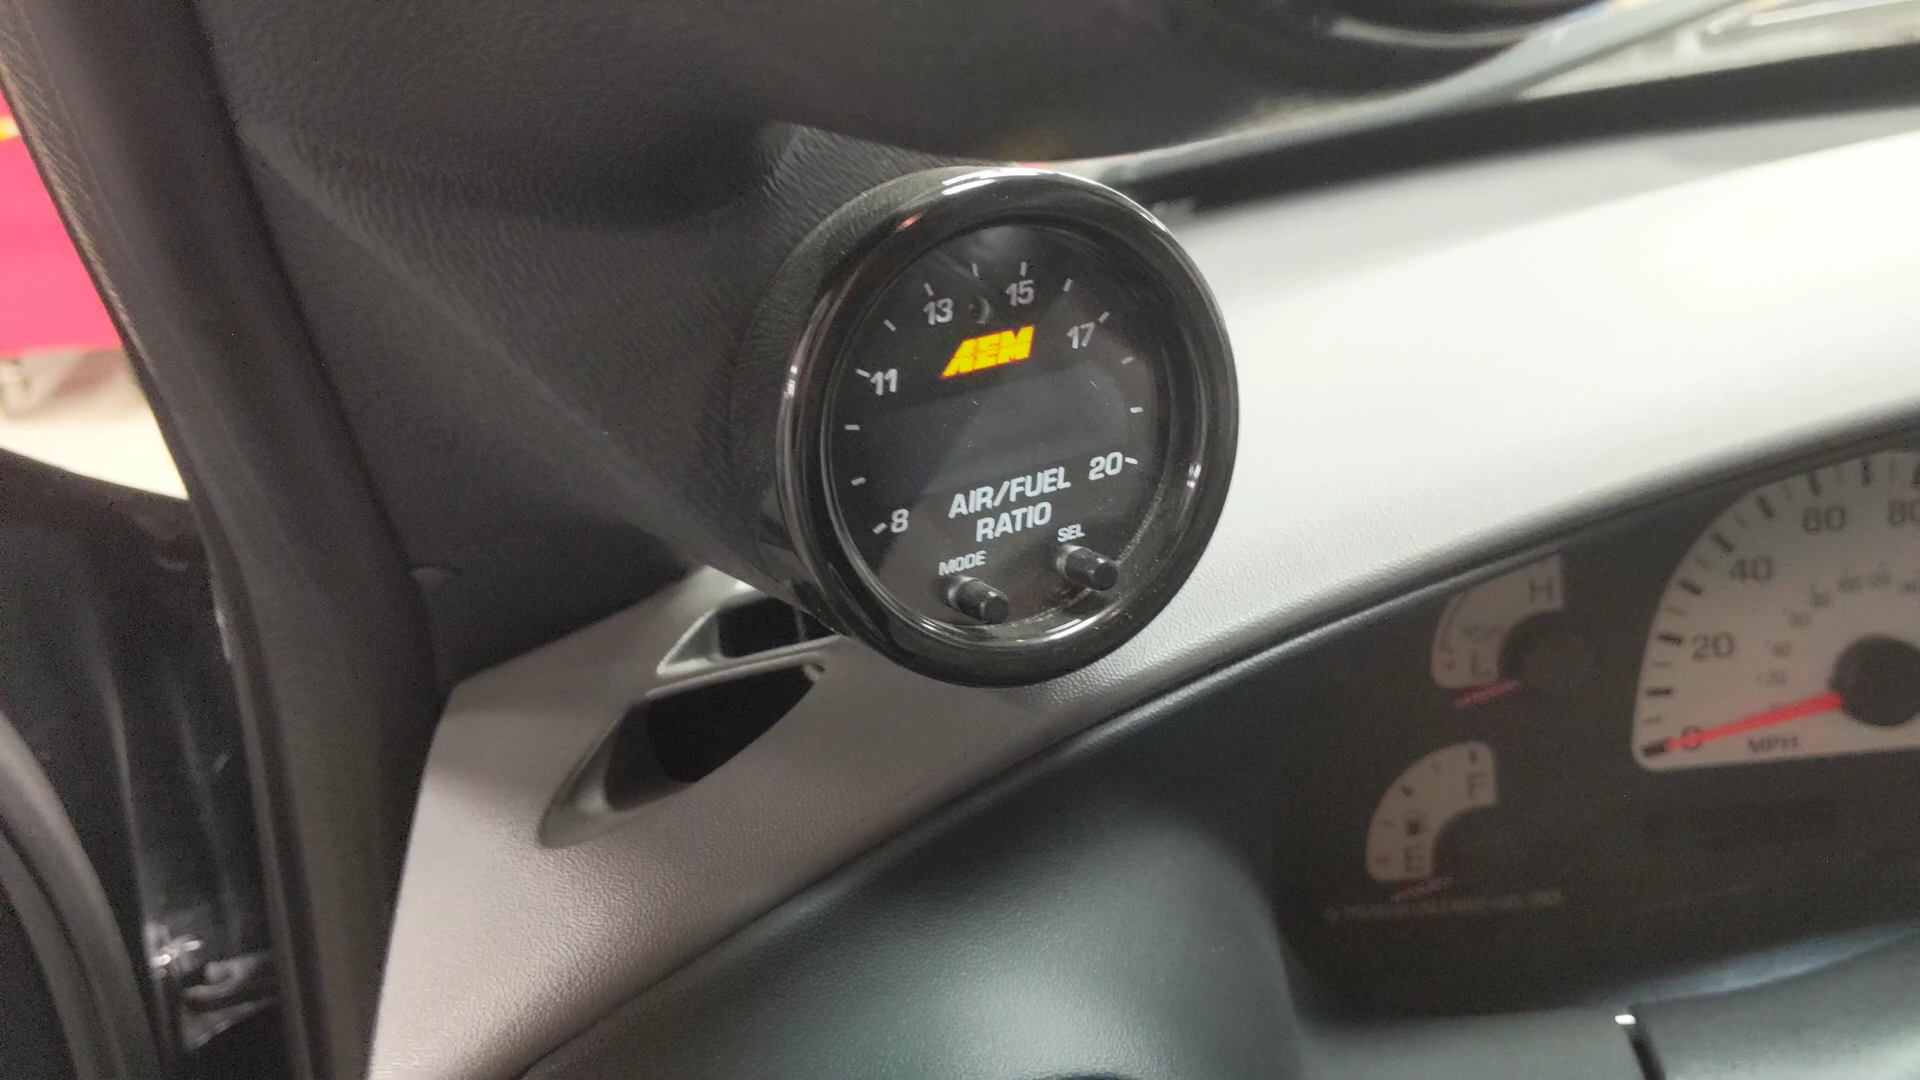 13 15
11 17
AEM
8 20
AIR/FUEL
RATIO
MODE SEL
H
L
F
E
0 20 40 60 80
MPH